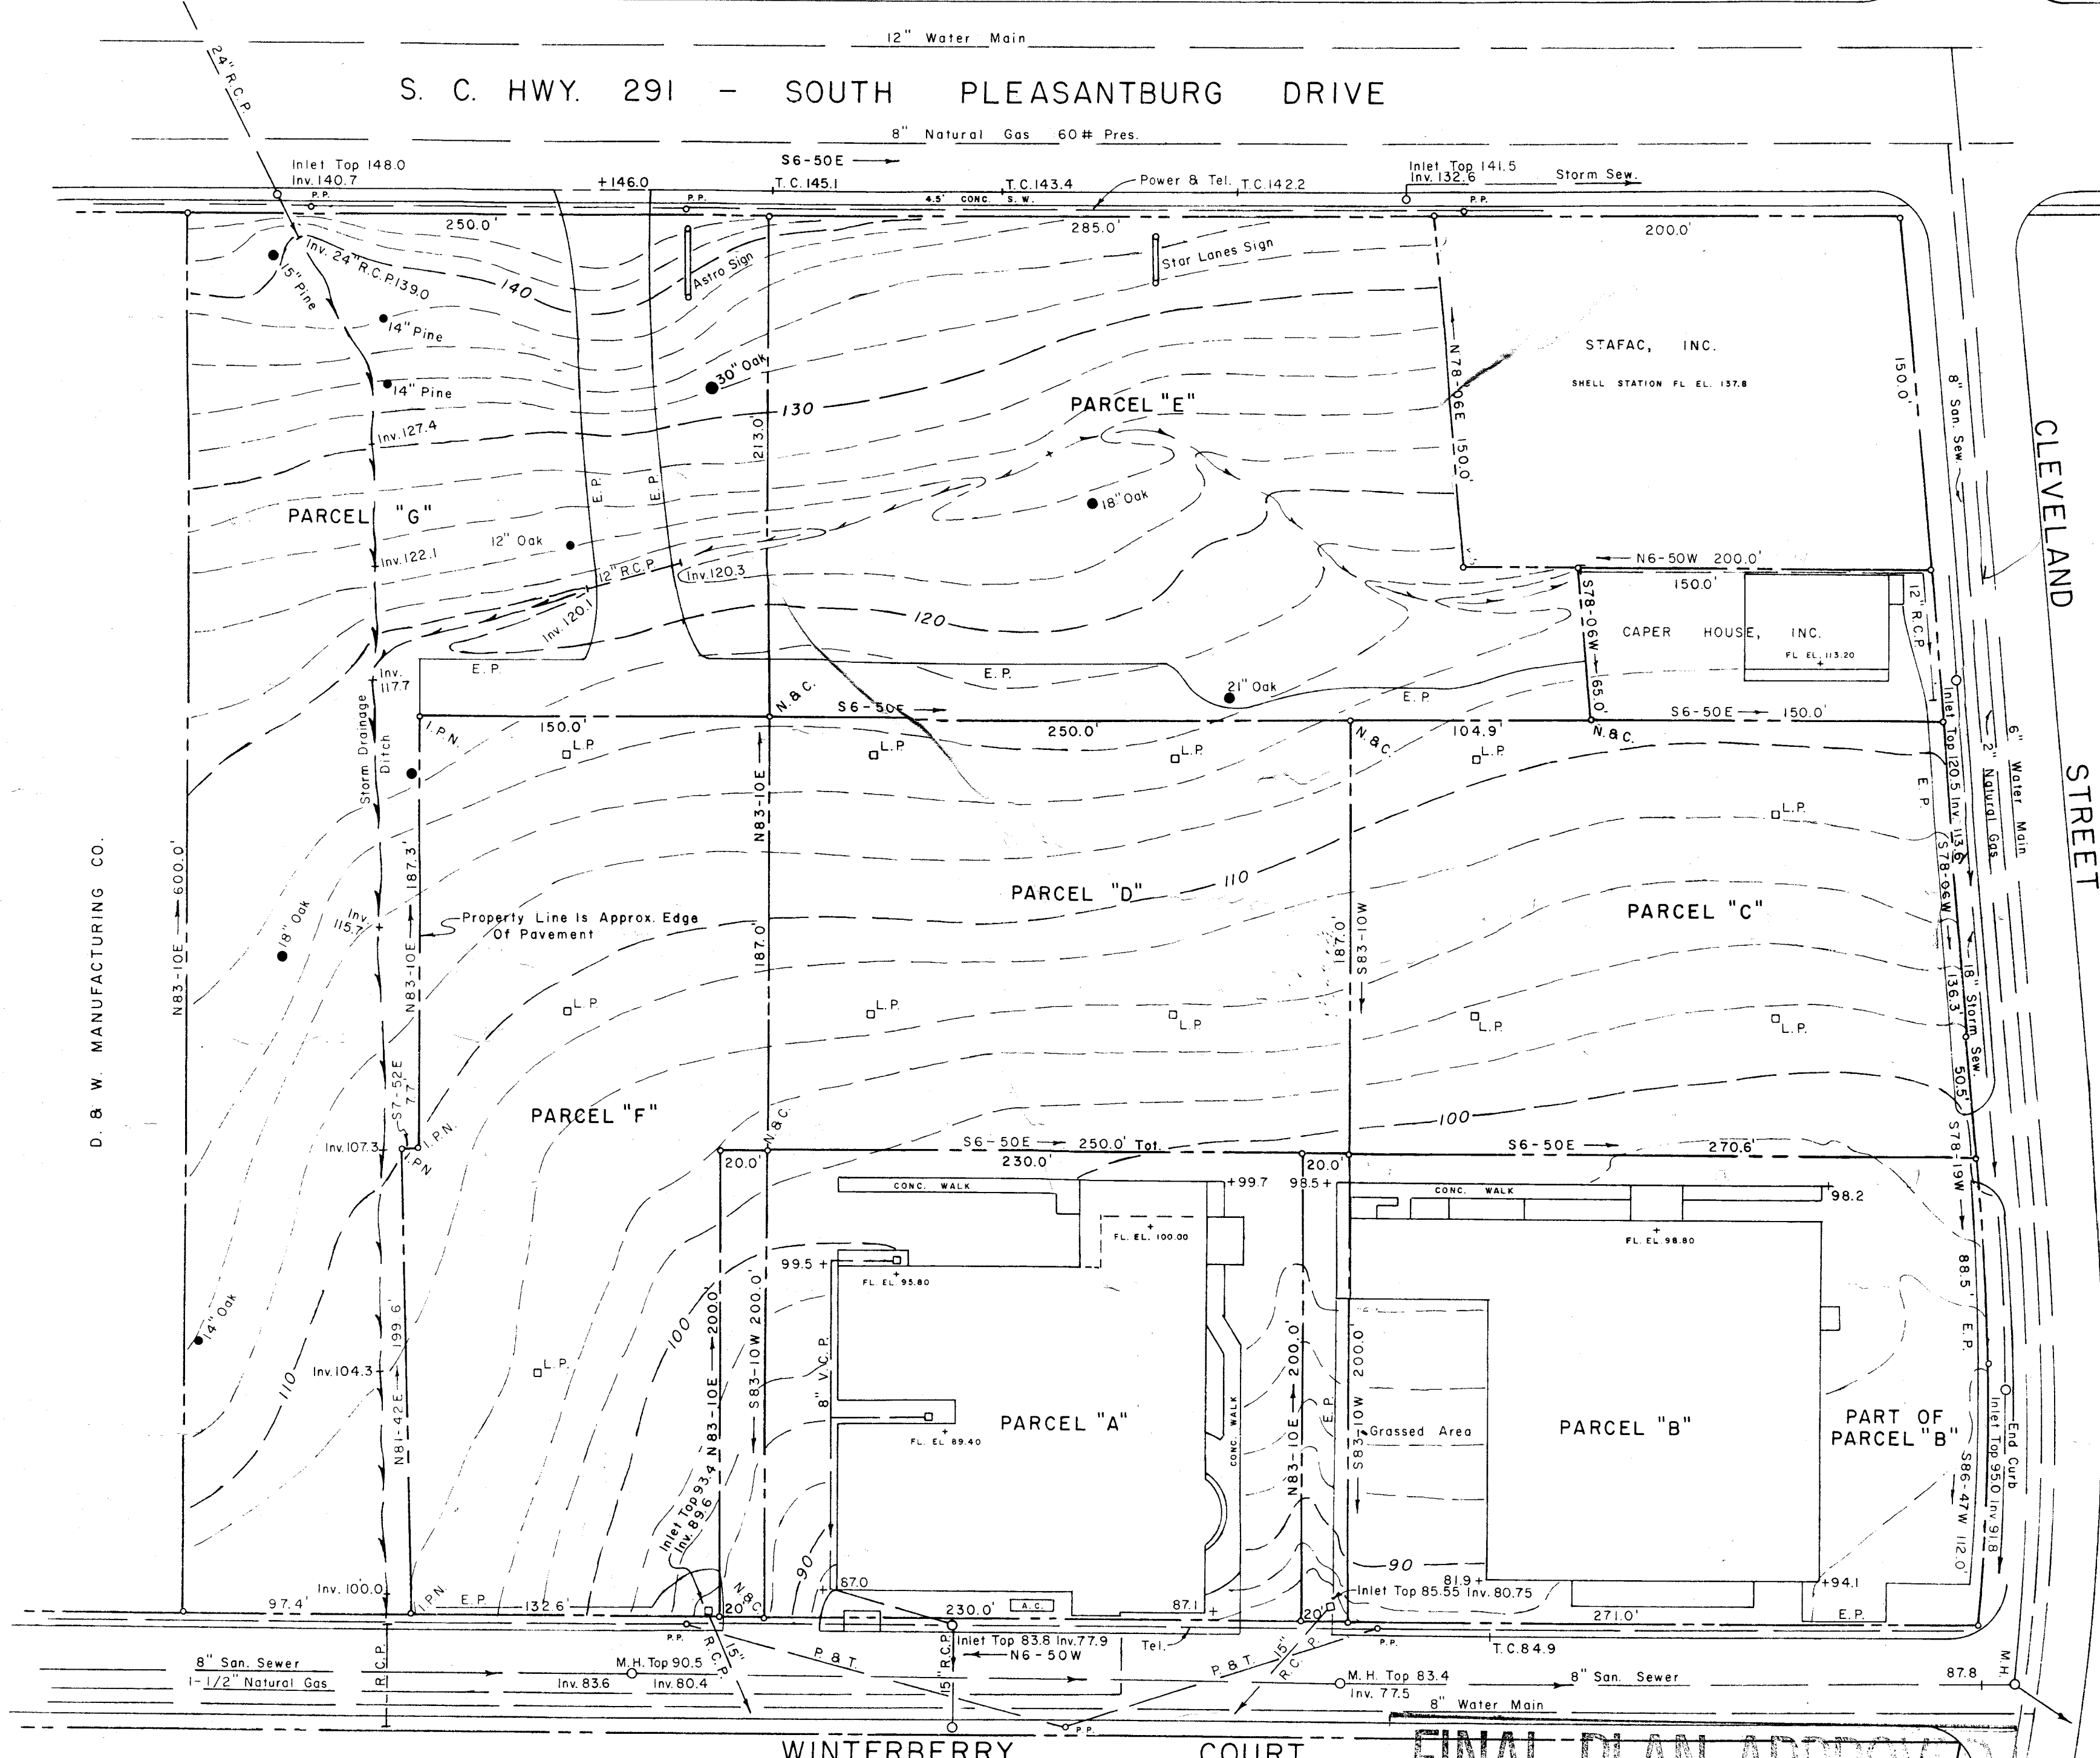 12" Water Main
24" R.C.P.
S. C. HWY. 291 - SOUTH PLEASANTBURG DRIVE
8" Natural Gas 60# Pres.
S6-50E
Inlet Top 148.0
Inv. 140.7
P.P.
+146.0
P.P.
T.C. 145.1
4.5' CONC. S.W.
T.C. 143.4
Power & Tel.
T.C. 142.2
Inlet Top 141.5
Inv. 132.6
Storm Sew.
P.P.
250.0'
285.0'
200.0'
Inv. 24" R.C.P. 139.0
15" Pine
140
Astro Sign
Star Lanes Sign
14" Pine
14" Pine
30" Oak
130
PARCEL "E"
N78-06E 150.0'
STAFAC, INC.
SHELL STATION FL EL. 137.8
150.0'
8" San. Sew.
CLEVELAND
STREET
Inv. 127.4
213.0'
E.P.
E.P.
18" Oak
PARCEL "G"
12" Oak
Inv. 122.1
12" R.C.P.
Inv. 120.3
Inv. 120.1
120
N6-50W 200.0'
150.0'
S78-06W 65.0'
CAPER HOUSE, INC.
FL. EL. 113.20
12" R.C.P.
Inv.
117.7
E.P.
E.P.
21" Oak
E.P.
Storm Drainage
Ditch
I.P.N.
150.0'
N.&C.
S6-50E
250.0'
N.&C.
104.9'
N.&C.
S6-50E 150.0'
Inlet Top 120.5 Inv. 113.6
2" Natural Gas
6" Water Main
L.P.
L.P.
L.P.
L.P.
L.P.
E.P.
D. & W. MANUFACTURING CO.
N83-10E 600.0'
N83-10E 187.3'
N83-10E
187.0'
PARCEL "D"
110
187.0'
S83-10W
PARCEL "C"
S78-06W 136.3'
18" Storm Sew.
18" Oak
Inv.
115.7
Property Line Is Approx. Edge
Of Pavement
L.P.
L.P.
L.P.
L.P.
L.P.
S7-52E
7.7'
PARCEL "F"
50.5'
100
Inv. 107.3
I.P.N.
I.P.N
N.&C.
S6-50E 250.0' Tot.
S6-50E 270.6'
20.0'
230.0'
20.0'
S78-19W 88.5'
CONC. WALK
+99.7
98.5+
CONC. WALK
98.2
FL. EL. 100.00
FL. EL. 98.80
99.5+
FL. EL. 95.80
14" Oak
110
100
N83-10E 200.0'
S83-10W 200.0'
8" V.C.P.
E.P.
Inv. 104.3
N81-42E 199.6'
L.P.
FL. EL. 89.40
PARCEL "A"
CONC. WALK
N83-10E 200.0'
E.P.
S83-10W 200.0'
Grassed Area
PARCEL "B"
PART OF
PARCEL "B"
S86-47W 112.0'
End Curb
Inlet Top 95.0 Inv. 91.8
Inlet Top 93.4
Inv. 89.6
90
87.0
90
81.9+
+94.1
Inlet Top 85.55 Inv. 80.75
Inv. 100.0
97.4'
I.P.N.
E.P.
132.6'
N.&C.
20'
230.0'
A.C.
87.1
20'
271.0'
E.P.
P.P.
Inlet Top 83.8 Inv. 77.9
N6-50W
Tel.
P.P.
T.C. 84.9
8" San. Sewer
1-1/2" Natural Gas
R.C.P.
M.H. Top 90.5
Inv. 83.6
Inv. 80.4
15"
R.C.P.
P. & T.
15" R.C.P.
P. & T.
15"
R.C.P.
M.H. Top 83.4
Inv. 77.5
8" San. Sewer
8" Water Main
87.8
M.H.
P.P.
WINTERBERRY COURT
FINAL PLAN APPROVED